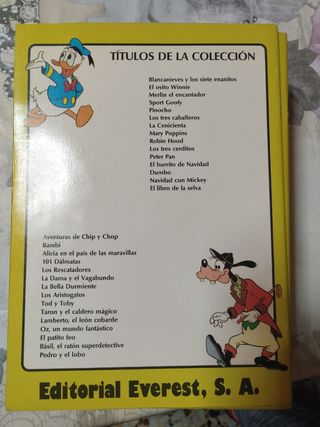 TÍTULOS DE LA COLECCIÓN
Blancanieves y los siete enanitos
El osito Winnie
Merlín el encantador
Sport Goofy
Pinocho
Los tres caballeros
La Cenicienta
Mary Poppins
Robin Hood
Los tres cerditos
Peter Pan
El burrito de Navidad
Dumbo
Navidad con Mickey
El libro de la selva
Aventuras de Chip y Chop
Bambi
Alicia en el país de las maravillas
101 Dálmatas
Los Rescatadores
La Dama y el Vagabundo
La Bella Durmiente
Los Aristogatos
Tod y Toby
Taron y el caldero mágico
Lamberto, el león cobarde
Oz, un mundo fantástico
El patito feo
Básil, el ratón superdetective
Pedro y el lobo
Editorial Everest, S. A.